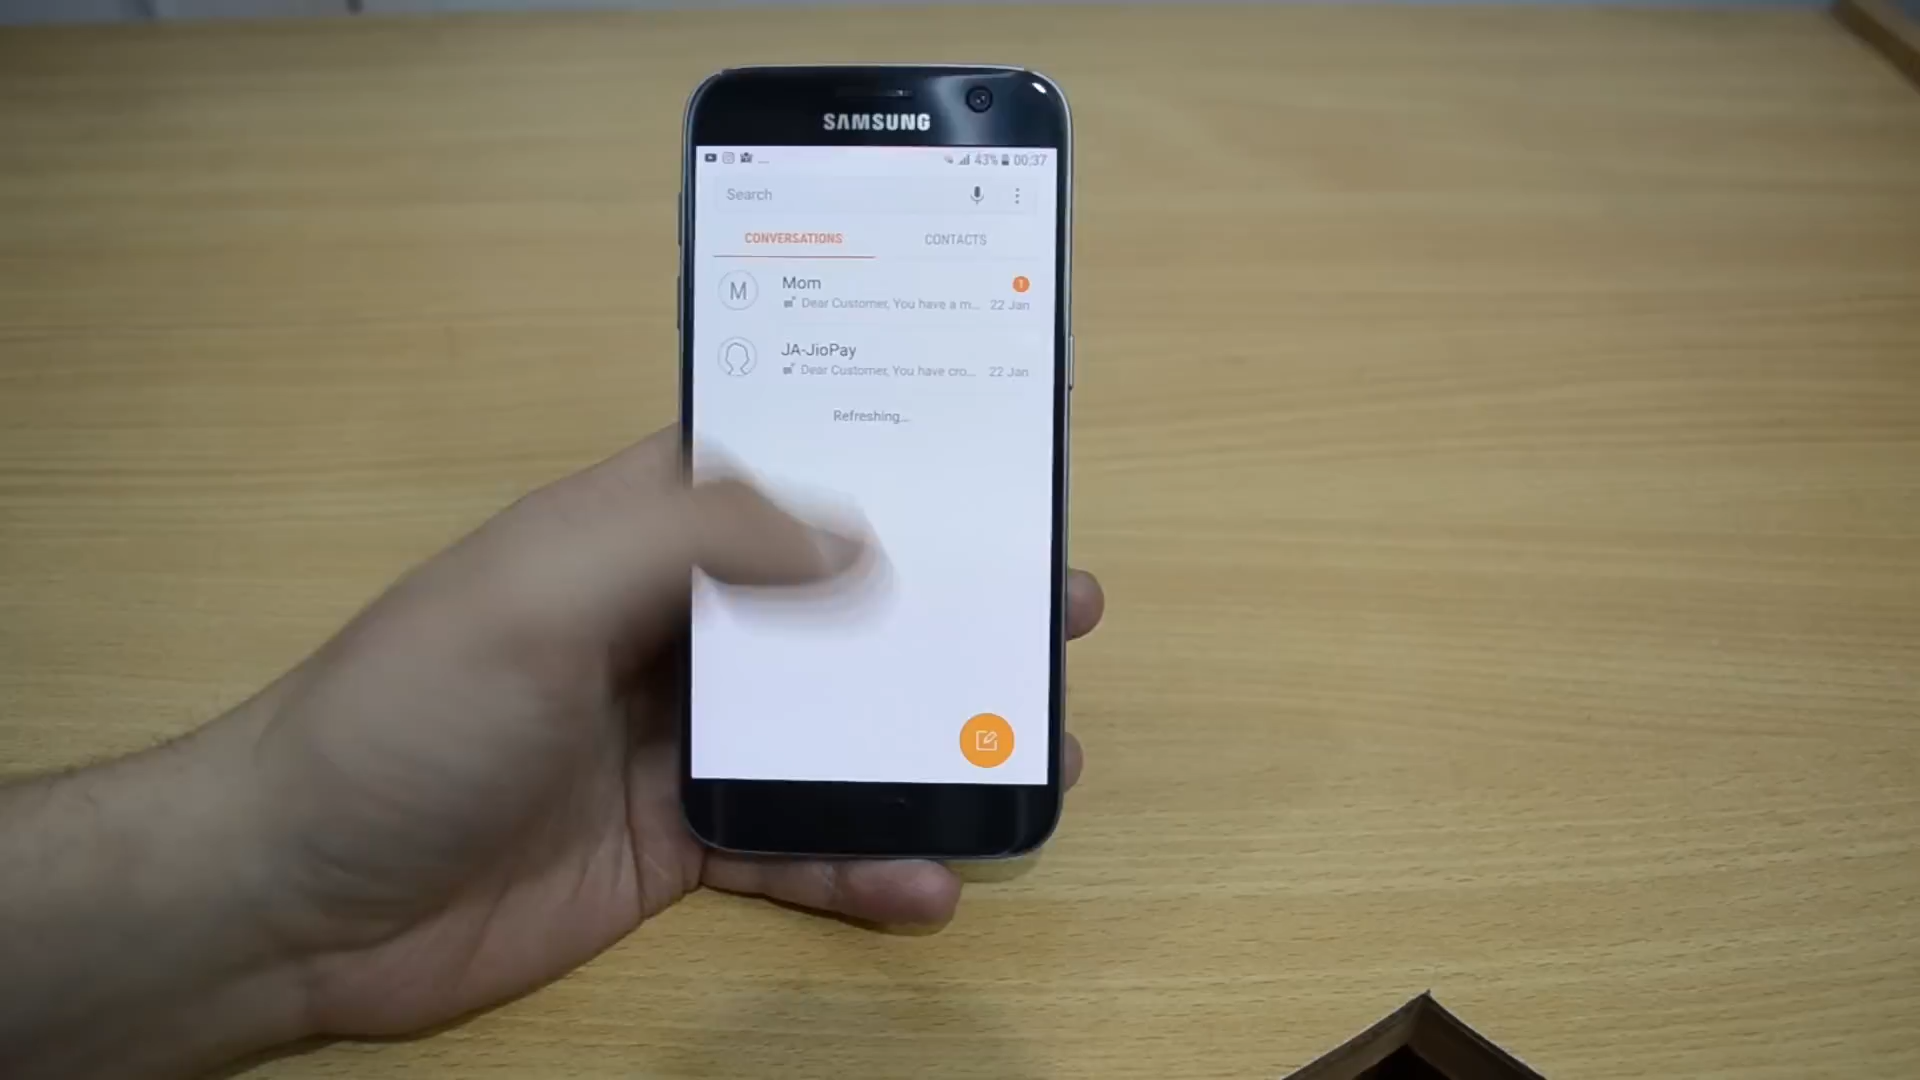 SAMSUNG
43% 00:37
Search
CONVERSATIONS CONTACTS
Mom 1
Dear Customer, You have a m... 22 Jan
JA-JioPay
Dear Customer, You have cro... 22 Jan
Refreshing...